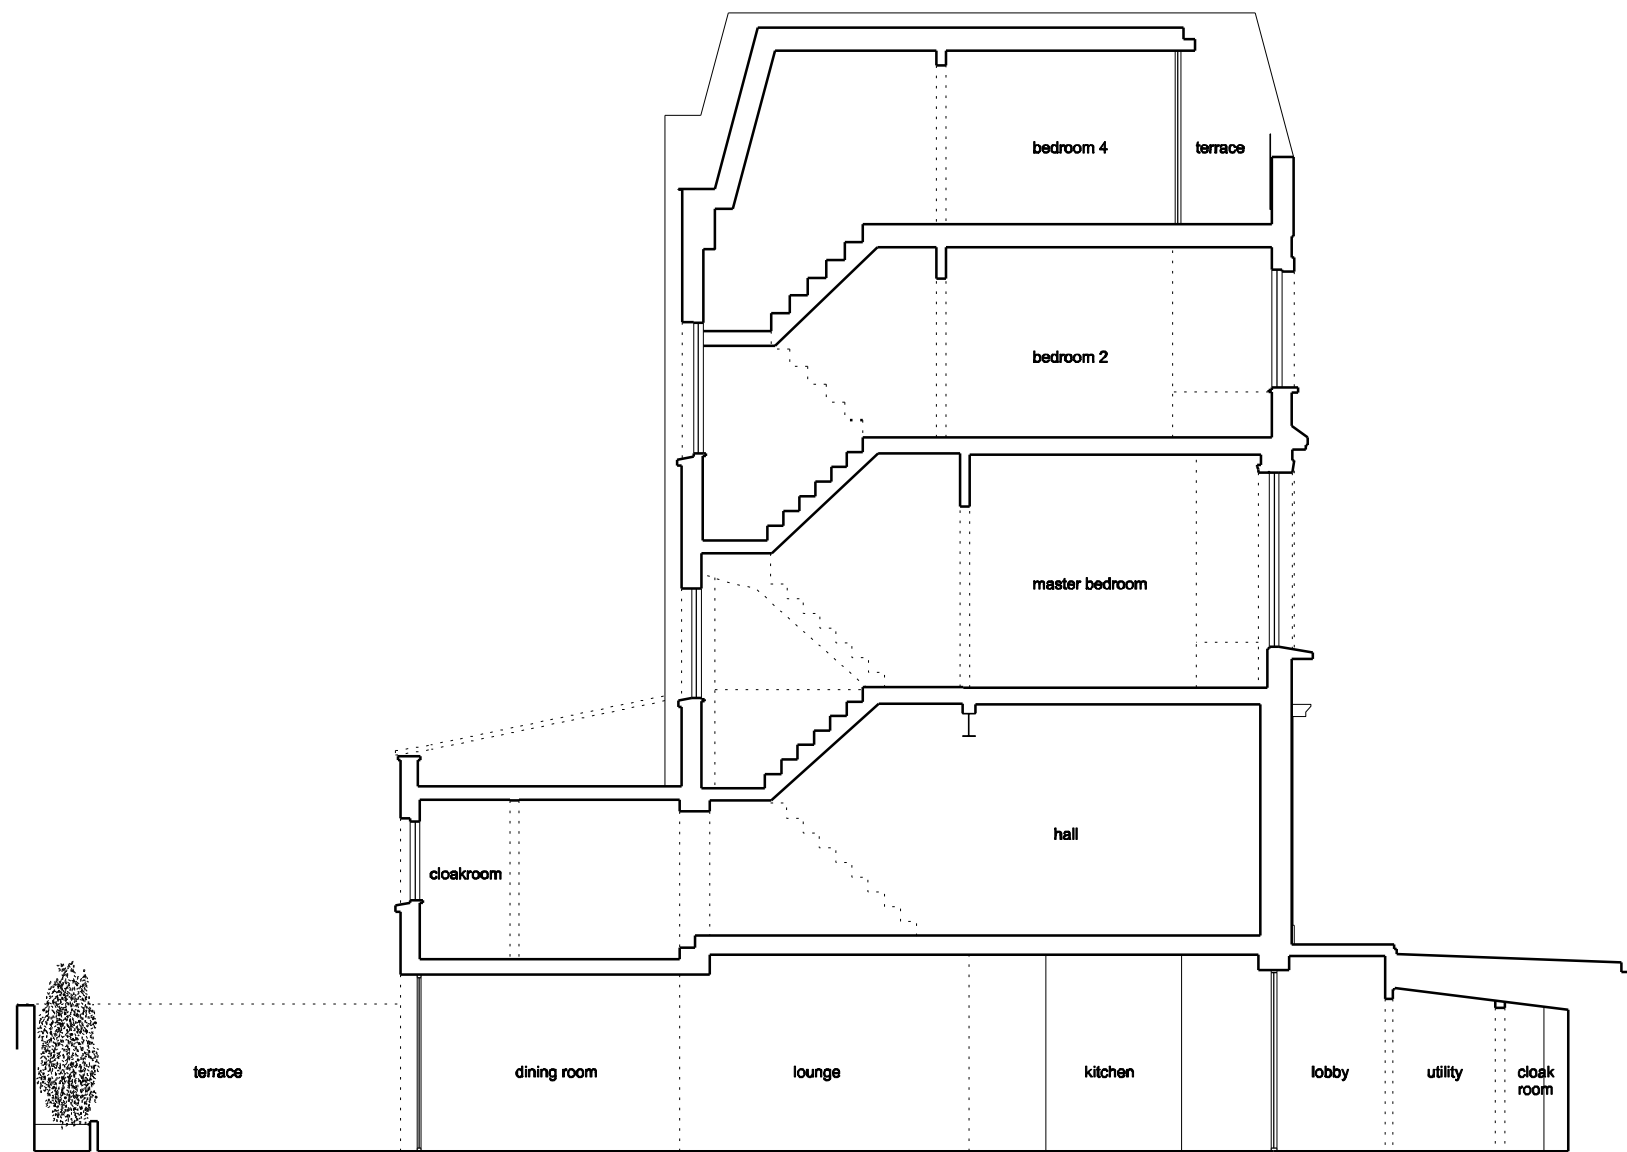 bedroom 4
terrace
bedroom 2
master bedroom
hall
cloakroom
terrace
dining room
lounge
kitchen
lobby
utility
cloak
room